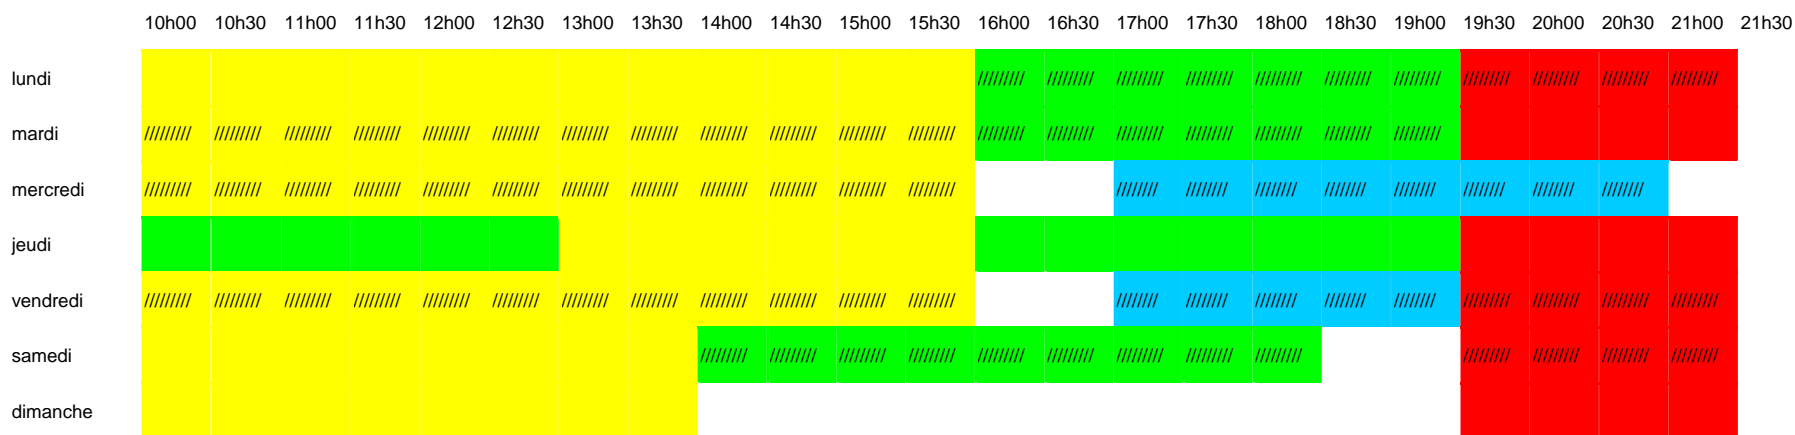 10h00 10h30 11h00 11h30 12h00 12h30 13h00 13h30 14h00 14h30 15h00 15h30 16h00 16h30 17h00 17h30 18h00 18h30 19h00 19h30 20h00 20h30 21h00 21h30
lundi ///////// ///////// ///////// ///////// ///////// ///////// ///////// ///////// ///////// ///////// /////////
mardi ///////// ///////// ///////// ///////// ///////// ///////// ///////// ///////// ///////// ///////// ///////// ///////// ///////// ///////// ///////// ///////// ///////// ///////// /////////
mercredi ///////// ///////// ///////// ///////// ///////// ///////// ///////// ///////// ///////// ///////// ///////// ///////// //////// //////// //////// //////// //////// //////// //////// ////////
jeudi
vendredi ///////// ///////// ///////// ///////// ///////// ///////// ///////// ///////// ///////// ///////// ///////// ///////// //////// //////// //////// //////// //////// ///////// ///////// ///////// /////////
samedi ///////// ///////// ///////// ///////// ///////// ///////// ///////// ///////// ///////// ///////// ///////// ///////// /////////
dimanche